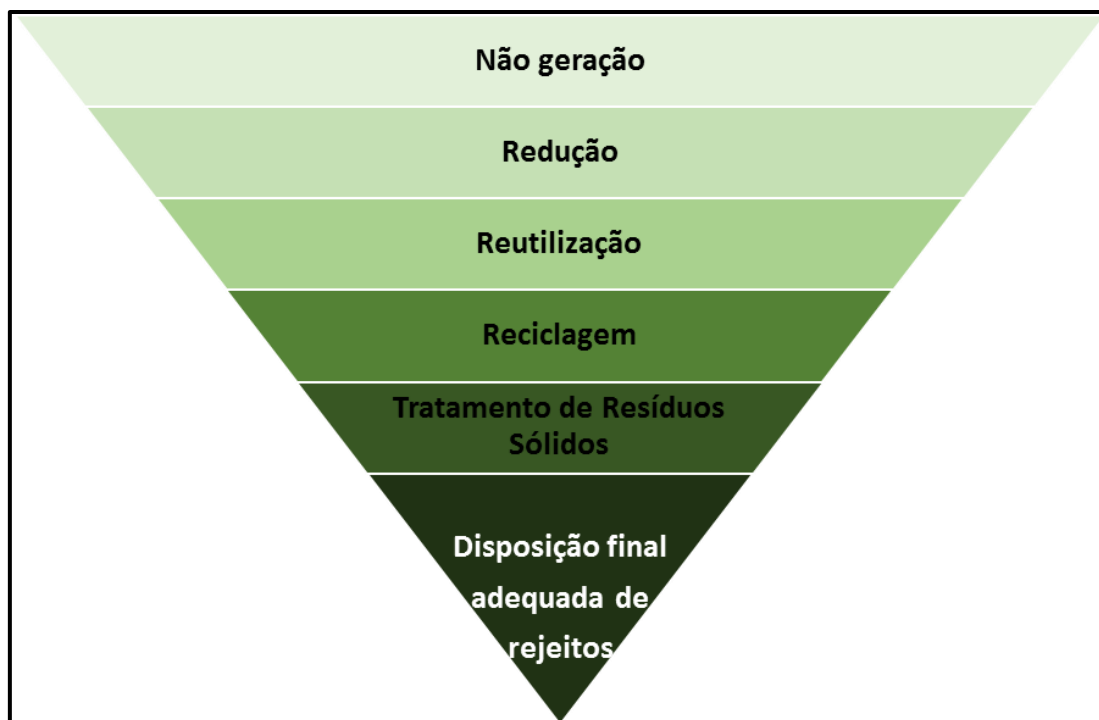 Não geração
Redução
Reutilização
Reciclagem
Tratamento de Resíduos
Sólidos
Disposição final
adequada de
rejeitos